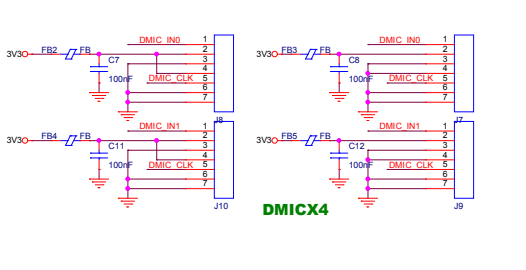 DMIC_IN0
1
3V3 FB2 FB
2
3
C7
4
100nF
DMIC_CLK
5
6
7
J8
DMIC_IN0
1
3V3 FB3 FB
2
3
C8
4
100nF
DMIC_CLK
5
6
7
J7
DMIC_IN1
1
3V3 FB4 FB
2
3
C11
4
100nF
DMIC_CLK
5
6
7
J10
DMIC_IN1
1
3V3 FB5 FB
2
3
C12
4
100nF
DMIC_CLK
5
6
7
J9
DMICX4